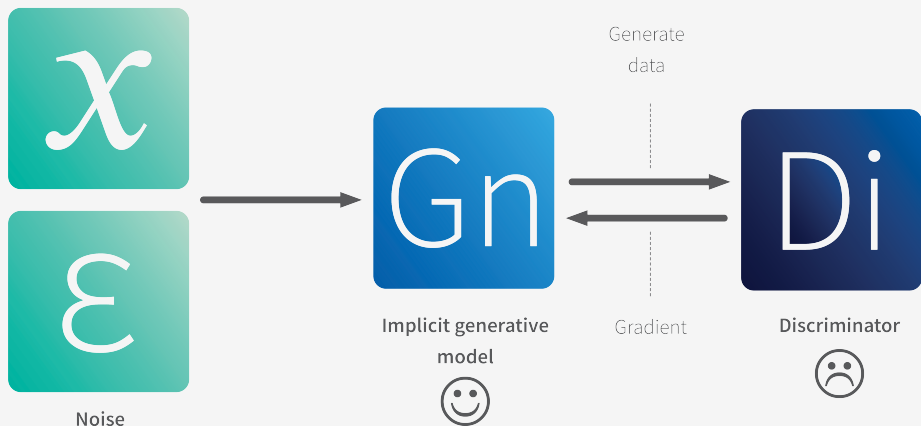 x
ε
Noise
Gn
Implicit generative
model
Generate
data
Gradient
Di
Discriminator